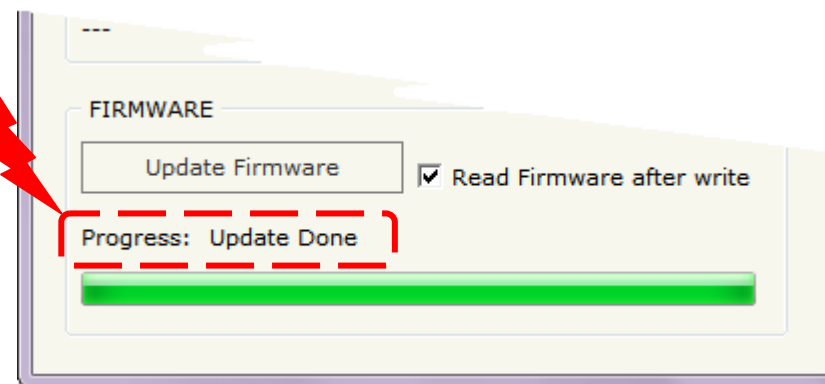 ---
FIRMWARE
Update Firmware
Read Firmware after write
Progress: Update Done